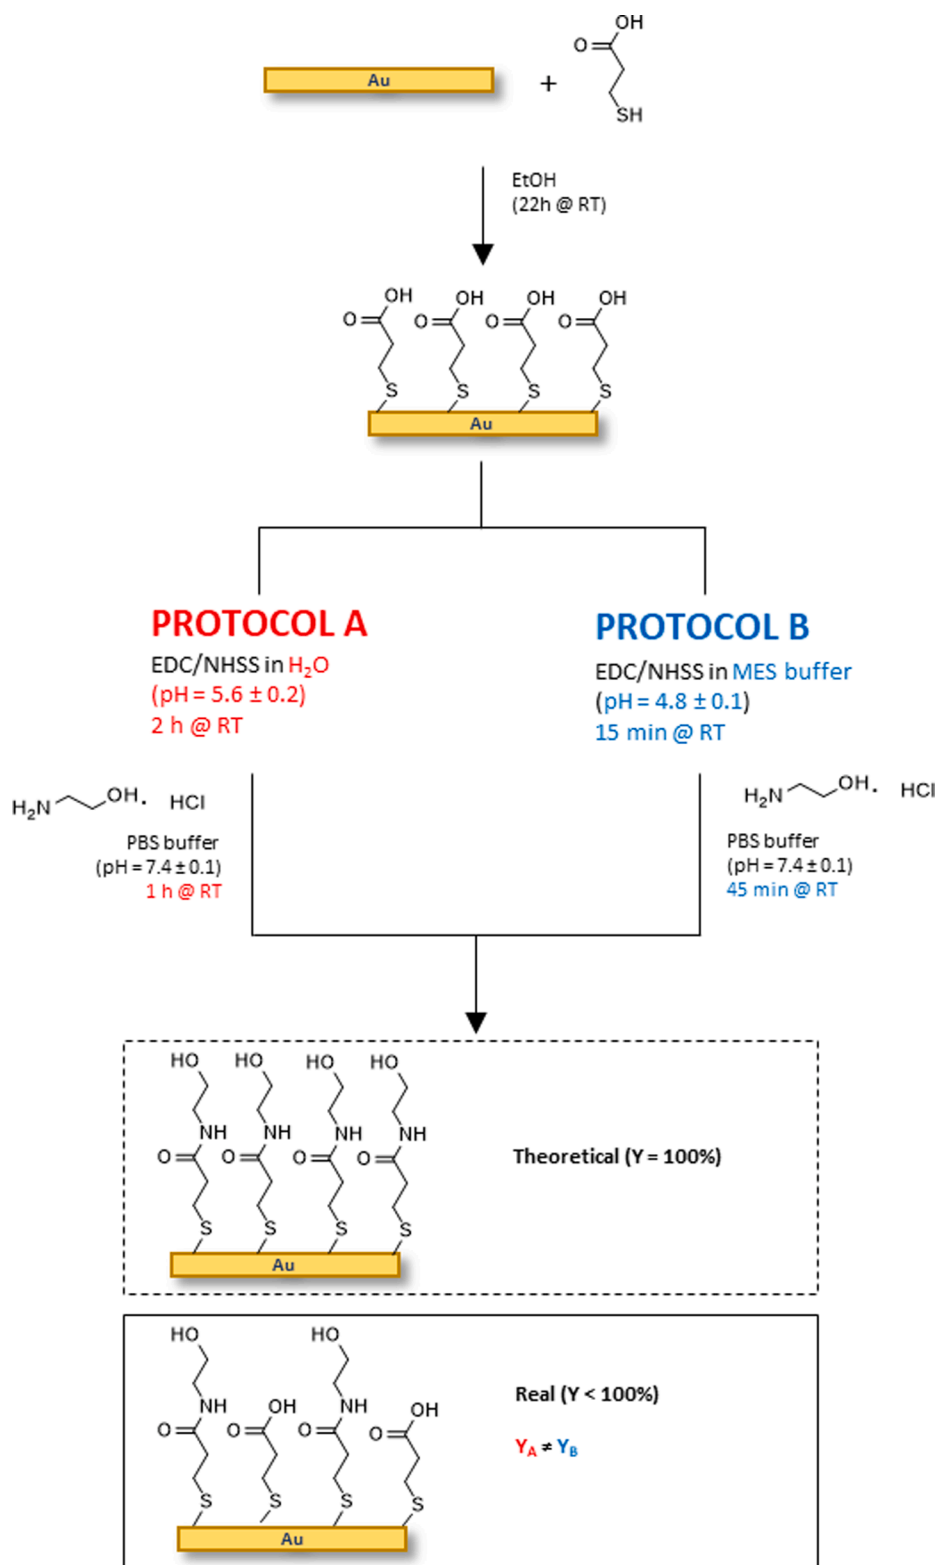 OH
O
Au
+
SH
EtOH
(22h @ RT)
OH OH OH OH
O O O O
S S S S
Au
PROTOCOL A
EDC/NHSS in H₂O
(pH = 5.6 ± 0.2)
2 h @ RT
PROTOCOL B
EDC/NHSS in MES buffer
(pH = 4.8 ± 0.1)
15 min @ RT
H₂N OH. HCl
PBS buffer
(pH = 7.4 ± 0.1)
1 h @ RT
H₂N OH. HCl
PBS buffer
(pH = 7.4 ± 0.1)
45 min @ RT
HO HO HO HO
NH NH NH NH
O O O O
S S S S
Au
Theoretical (Y = 100%)
HO HO
NH OH NH OH
O O O O
S S S S
Au
Real (Y < 100%)
Y_A ≠ Y_B